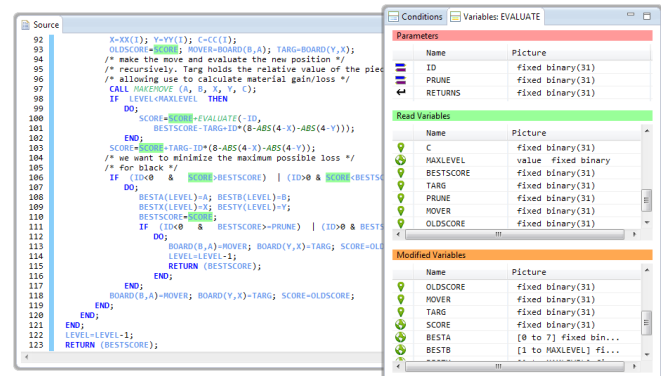 Source
92 X=XX(I); Y=YY(I); C=CC(I);
93 OLDSCORE=SCORE; MOVER=BOARD(B,A); TARG=BOARD(Y,X);
94 /* make the move and evaluate the new position */
95 /* recursively. Targ holds the relative value of the piec
96 /* allowing use to calculate material gain/loss */
97 CALL MAKEMOVE (A, B, X, Y, C);
98 IF LEVEL<MAXLEVEL THEN
99 DO;
100 SCORE=SCORE+EVALUATE(-ID,
101 BESTSCORE-TARG+ID*(8-ABS(4-X)-ABS(4-Y)));
102 END;
103 SCORE=SCORE+TARG-ID*(8-ABS(4-X)-ABS(4-Y));
104 /* we want to minimize the maximum possible loss */
105 /* for black */
106 IF (ID<0 & SCORE>BESTSCORE) | (ID>0 & SCORE<BESTSC
107 DO;
108 BESTA(LEVEL)=A; BESTB(LEVEL)=B;
109 BESTX(LEVEL)=X; BESTY(LEVEL)=Y;
110 BESTSCORE=SCORE;
111 IF (ID<0 & BESTSCORE>=PRUNE) | (ID>0 & BESTS
112 DO;
113 BOARD(B,A)=MOVER; BOARD(Y,X)=TARG; SCORE=OLD
114 LEVEL=LEVEL-1;
115 RETURN (BESTSCORE);
116 END;
117 END;
118 BOARD(B,A)=MOVER; BOARD(Y,X)=TARG; SCORE=OLDSCORE;
119 END;
120 END;
121 END;
122 LEVEL=LEVEL-1;
123 RETURN (BESTSCORE);
Conditions Variables: EVALUATE
Parameters
Name Picture
ID fixed binary(31)
PRUNE fixed binary(31)
RETURNS fixed binary(31)
Read Variables
Name Picture
C fixed binary(31)
MAXLEVEL value fixed binary
BESTSCORE fixed binary(31)
TARG fixed binary(31)
PRUNE fixed binary(31)
MOVER fixed binary(31)
OLDSCORE fixed binary(31)
Modified Variables
Name Picture
OLDSCORE fixed binary(31)
MOVER fixed binary(31)
TARG fixed binary(31)
SCORE fixed binary(31)
BESTA [0 to 7] fixed bin...
BESTB [1 to MAXLEVEL] fi...